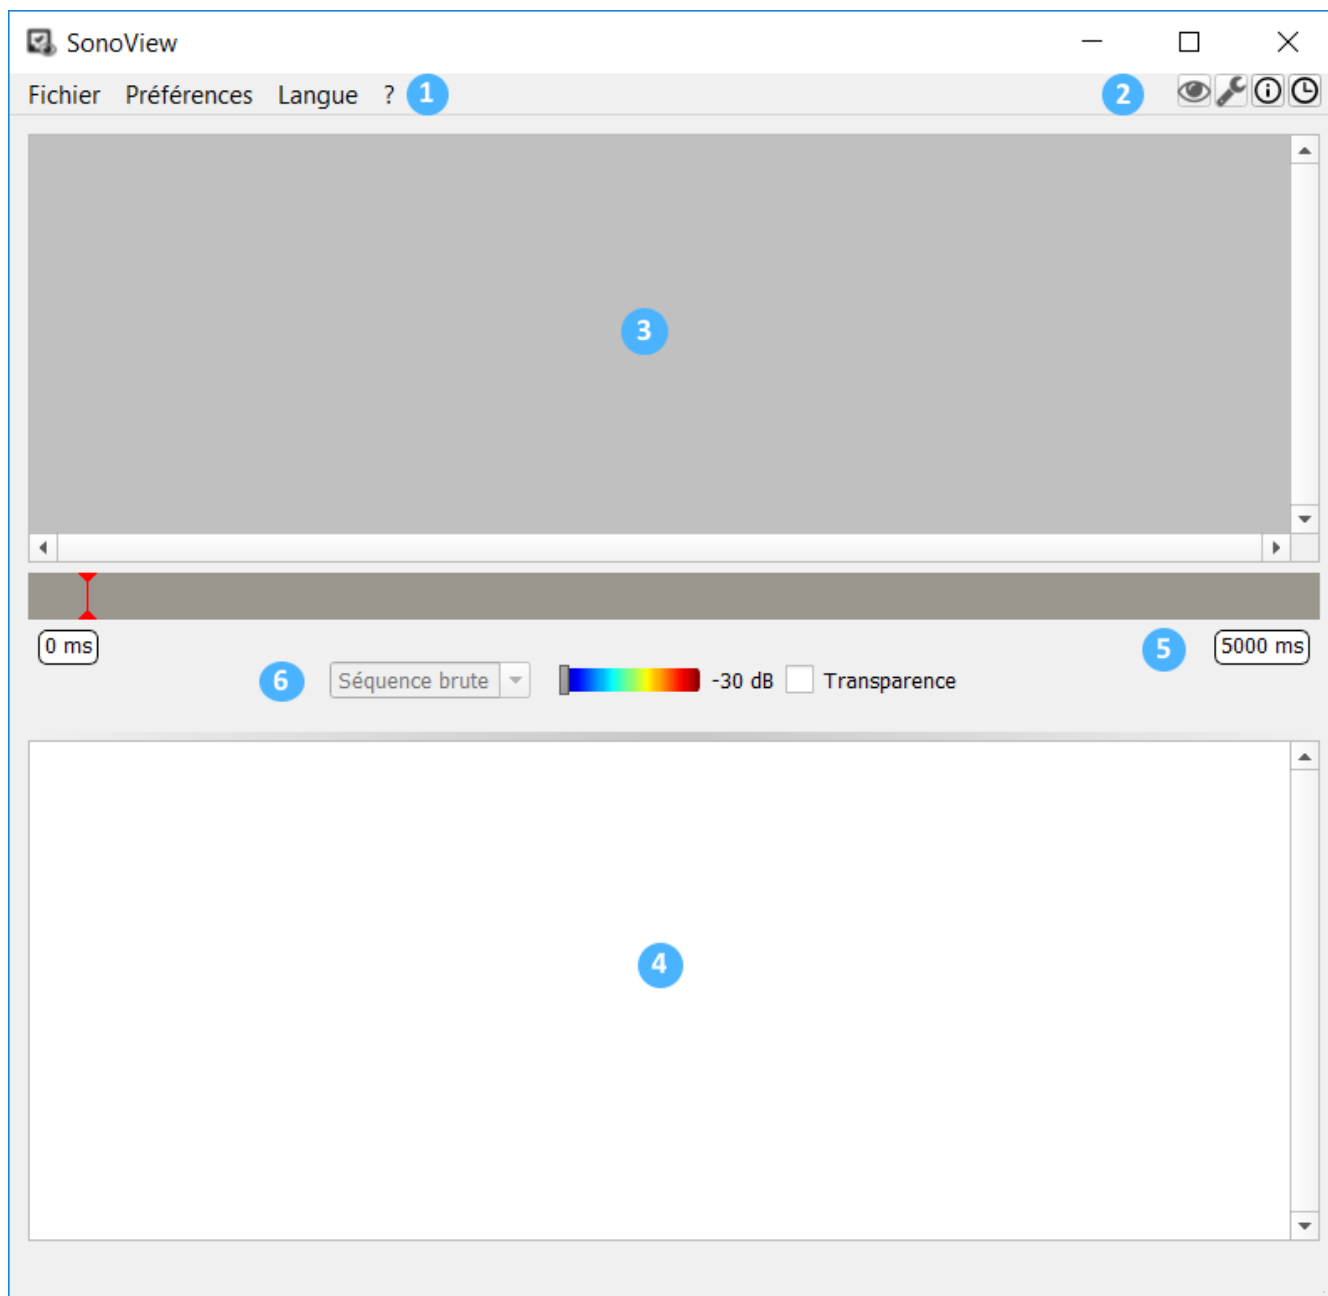 SonoView
Fichier Préférences Langue ? 1 2
3
0 ms 5 5000 ms
6 Séquence brute -30 dB Transparence
4